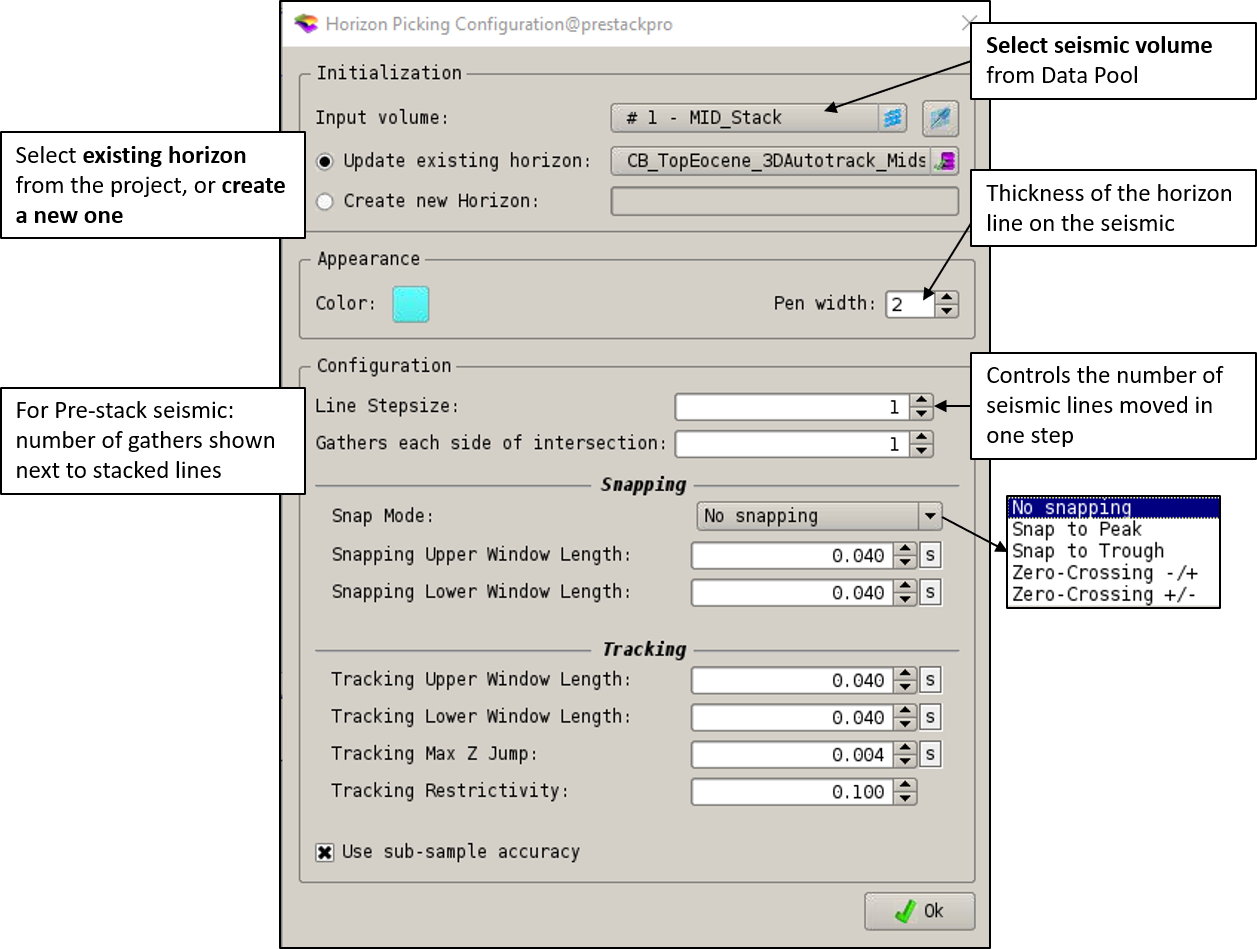 Horizon Picking Configuration@prestackpro
Select seismic volume
from Data Pool
Initialization
Input volume:
# 1 - MID_Stack
Select existing horizon
from the project, or create
a new one
Update existing horizon:
CB_TopEocene_3DAutotrack_Mids
Create new Horizon:
Thickness of the horizon
line on the seismic
Appearance
Color:
Pen width:
2
Configuration
Line Stepsize:
1
Controls the number of
seismic lines moved in
one step
For Pre-stack seismic:
number of gathers shown
next to stacked lines
Gathers each side of intersection:
1
Snapping
Snap Mode:
No snapping
No snapping
Snap to Peak
Snap to Trough
Zero-Crossing -/+
Zero-Crossing +/-
Snapping Upper Window Length:
0.040
s
Snapping Lower Window Length:
0.040
s
Tracking
Tracking Upper Window Length:
0.040
s
Tracking Lower Window Length:
0.040
s
Tracking Max Z Jump:
0.004
s
Tracking Restrictivity:
0.100
Use sub-sample accuracy
Ok